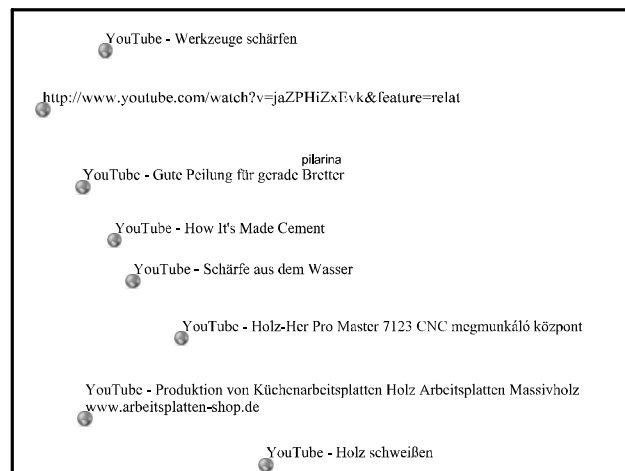 YouTube - Werkzeuge schärfen
http://www.youtube.com/watch?v=jaZPHiZxEvk&feature=relat
pilarina
YouTube - Gute Peilung für gerade Bretter
YouTube - How It's Made Cement
YouTube - Schärfe aus dem Wasser
YouTube - Holz-Her Pro Master 7123 CNC megmunkáló központ
YouTube - Produktion von Küchenarbeitsplatten Holz Arbeitsplatten Massivholz
www.arbeitsplatten-shop.de
YouTube - Holz schweißen